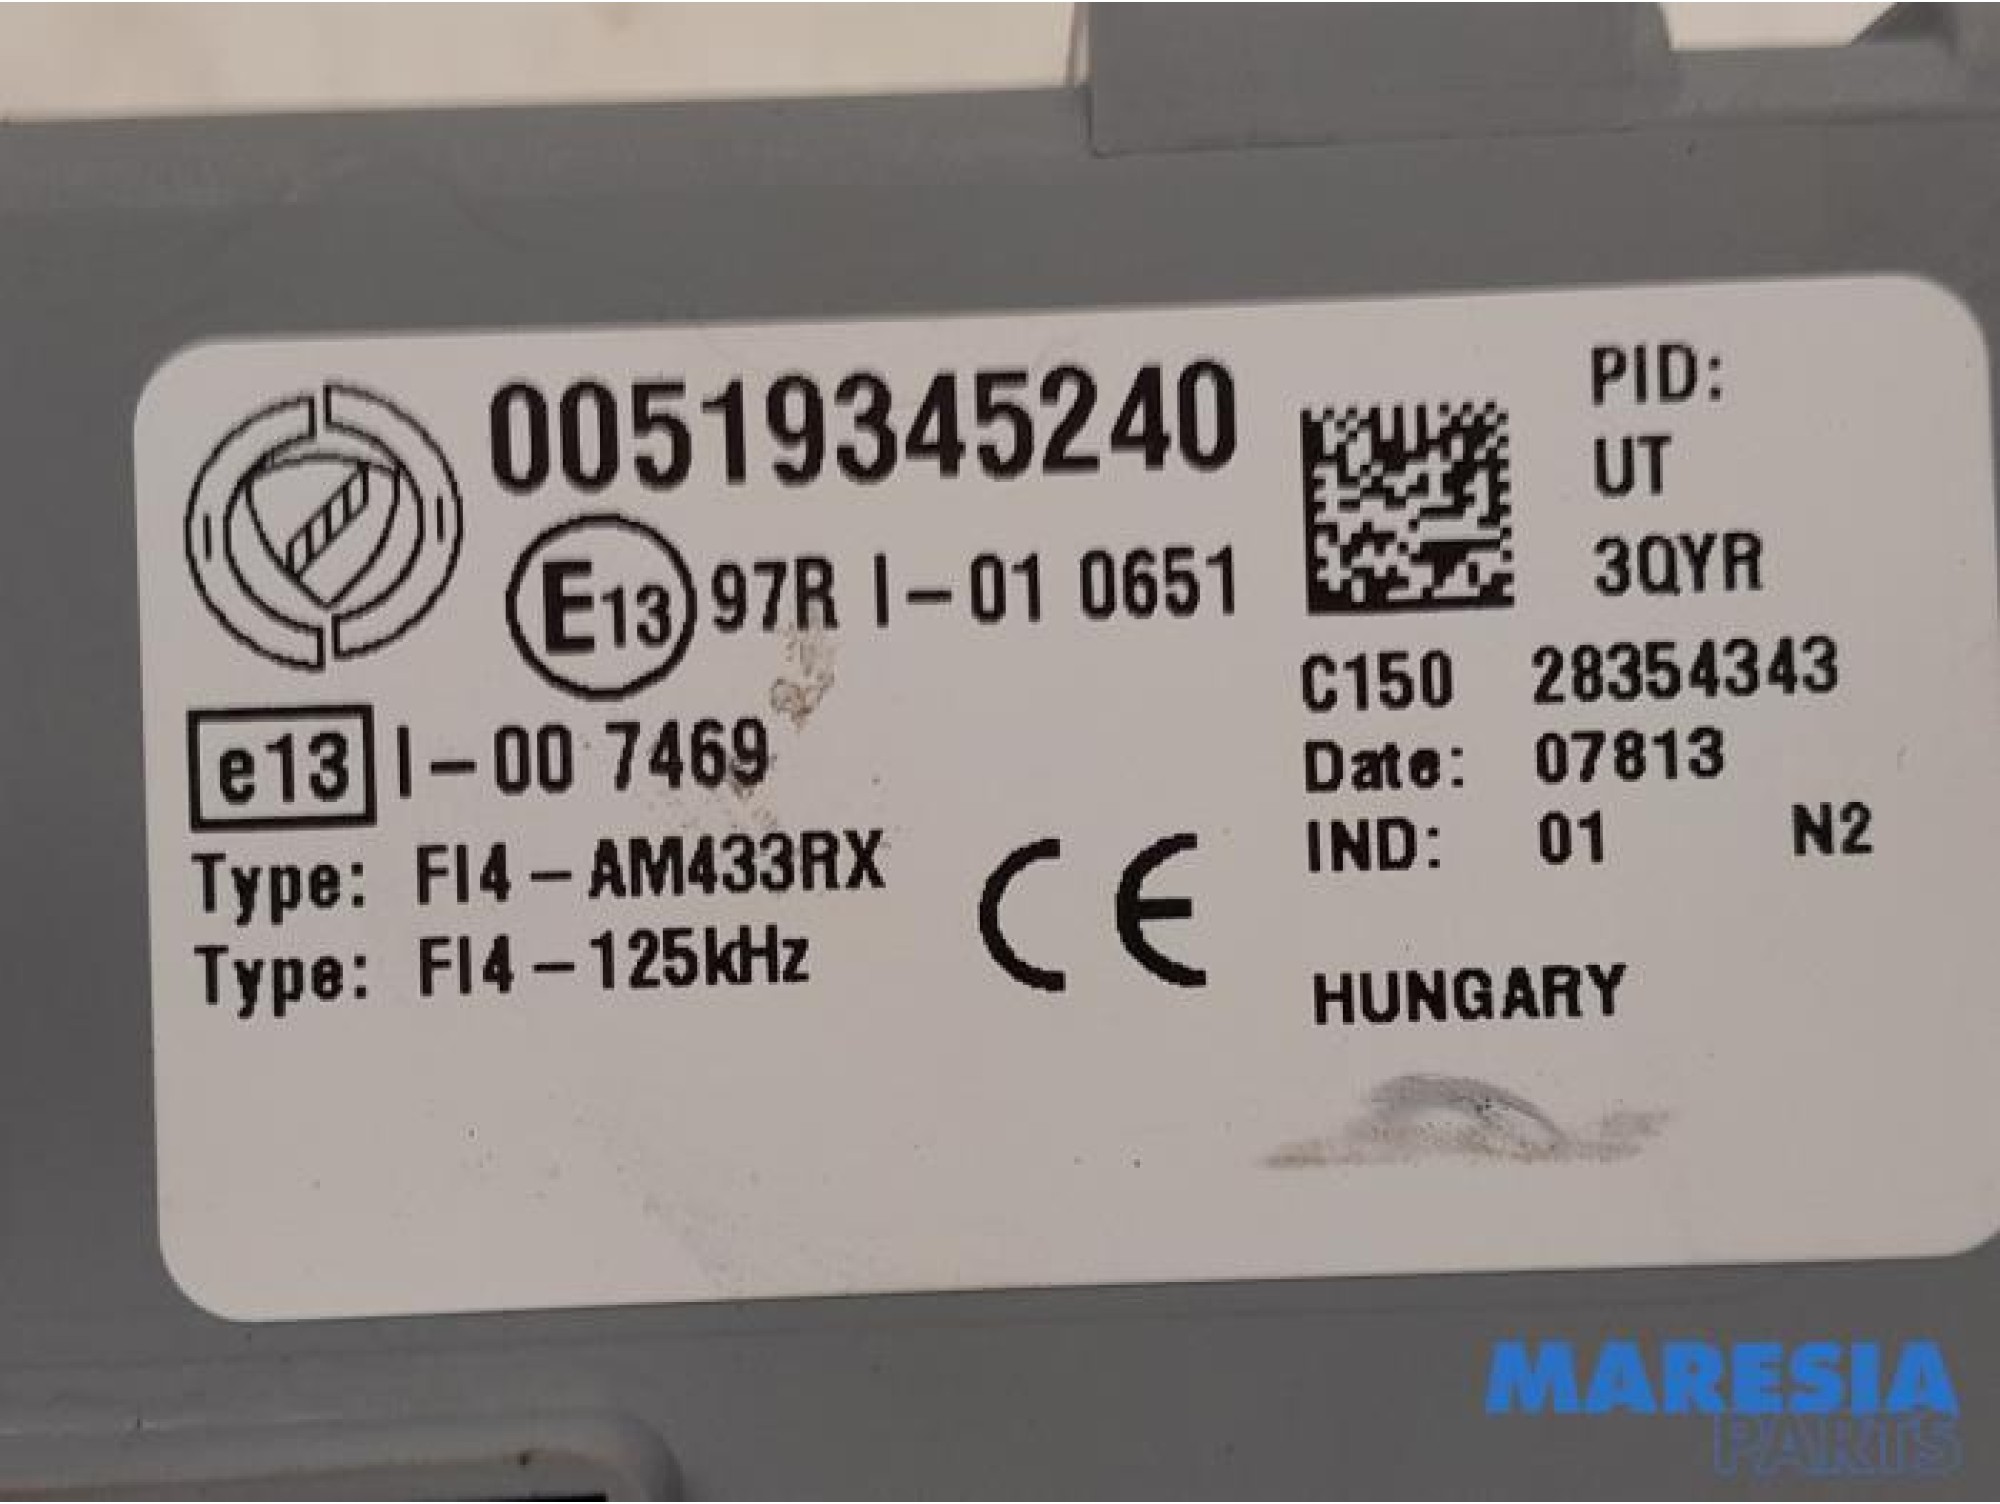 00519345240
E13 97R I-01 0651
e13 I-00 7469
Type: FI4-AM433RX
Type: FI4-125kHz
CE
PID:
UT
3QYR
C150 28354343
Date: 07813
IND: 01 N2
HUNGARY
MARESIA
PARTS